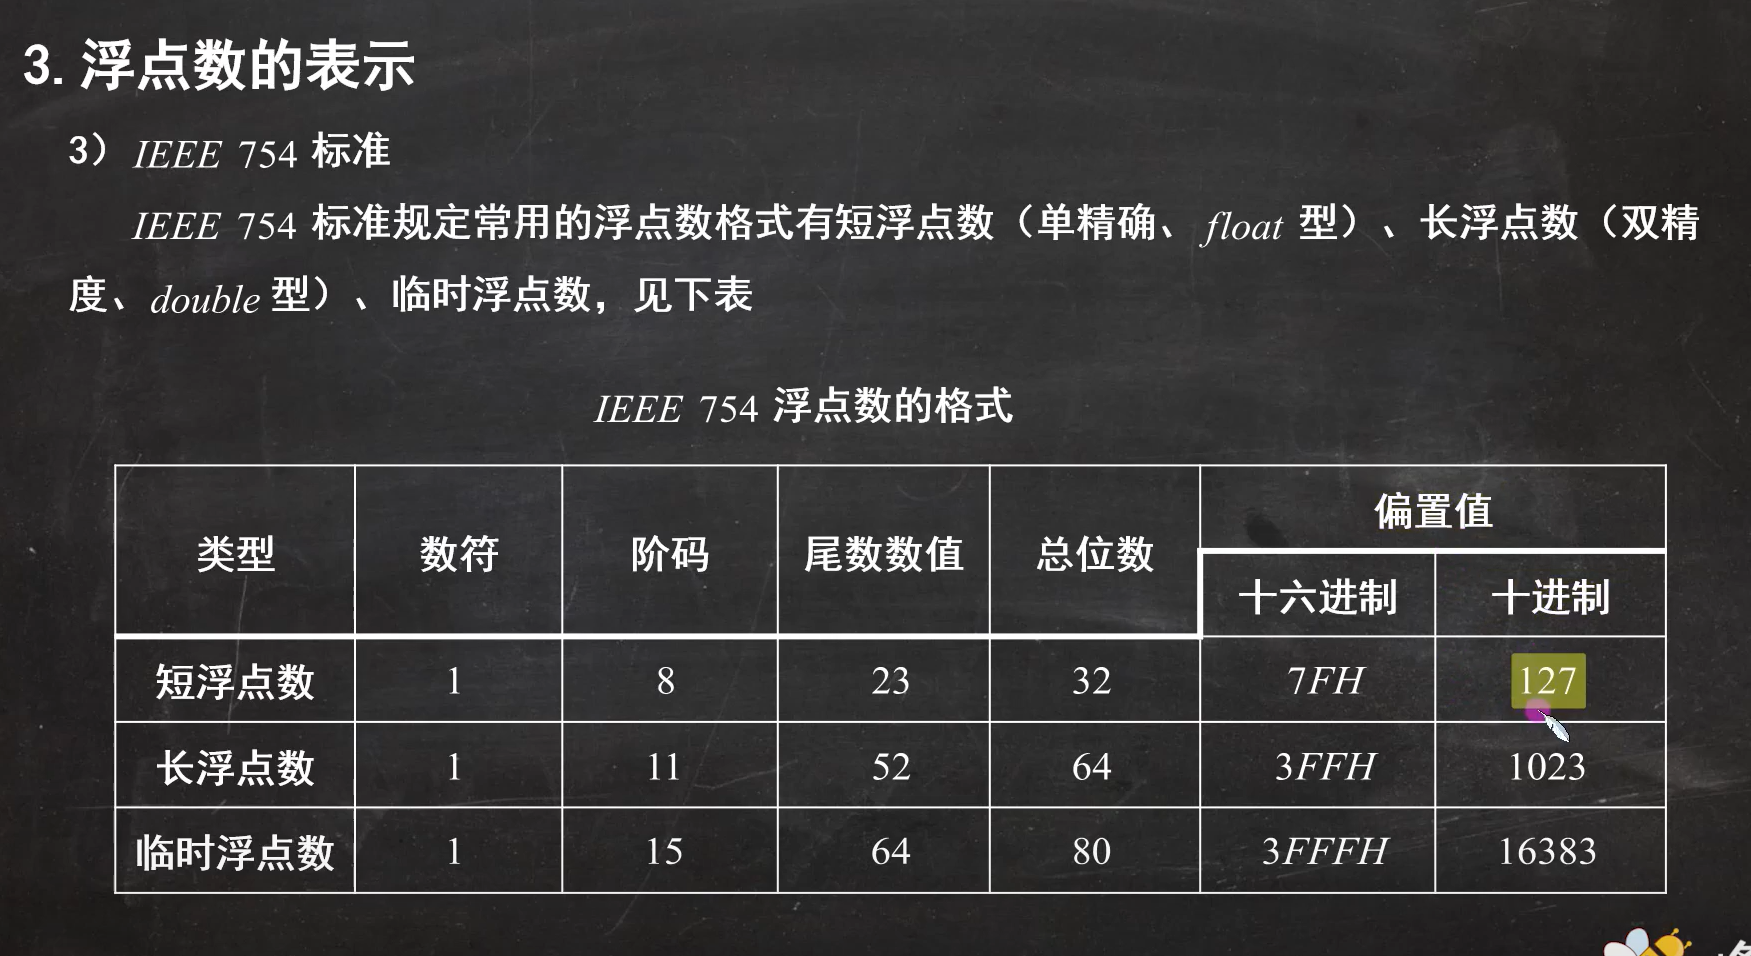 3. 浮点数的表示
3） IEEE 754 标准
IEEE 754 标准规定常用的浮点数格式有短浮点数（单精确、 float 型）、长浮点数（双精
度、double 型）、临时浮点数，见下表
IEEE 754 浮点数的格式
类型 数符 阶码 尾数数值 总位数 偏置值
十六进制 十进制
短浮点数 1 8 23 32 7FH 127
长浮点数 1 11 52 64 3FFH 1023
临时浮点数 1 15 64 80 3FFFH 16383